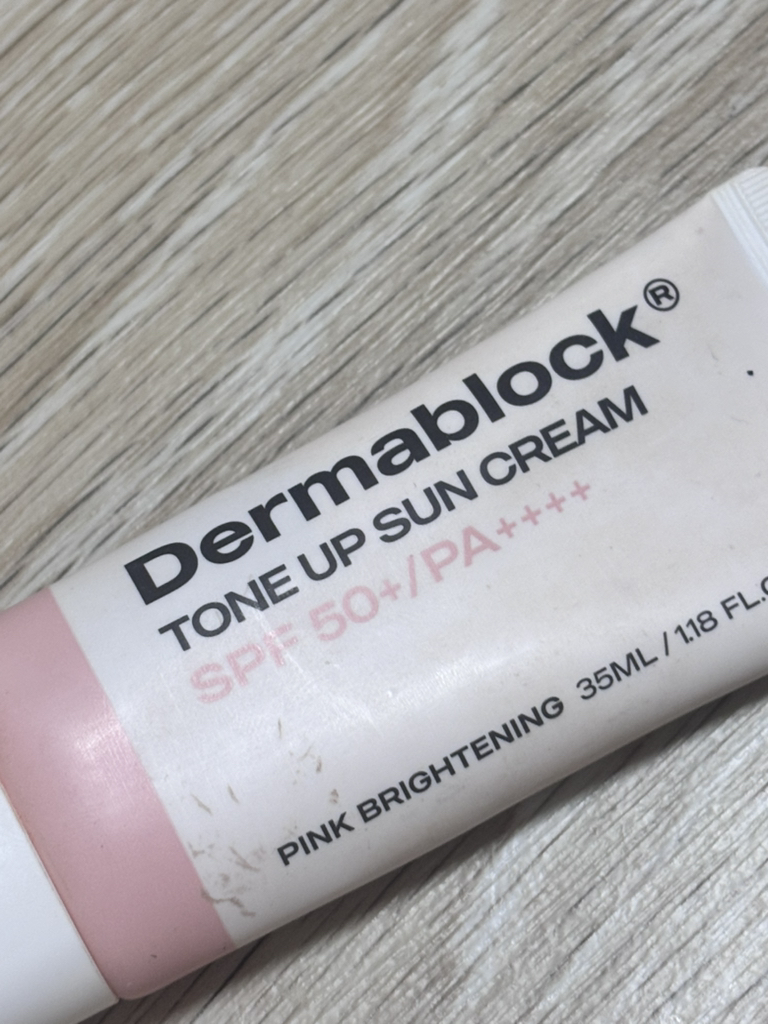 Dermablock®
TONE UP SUN CREAM
SPF 50+/PA++++
PINK BRIGHTENING 35ML / 1.18 FL.